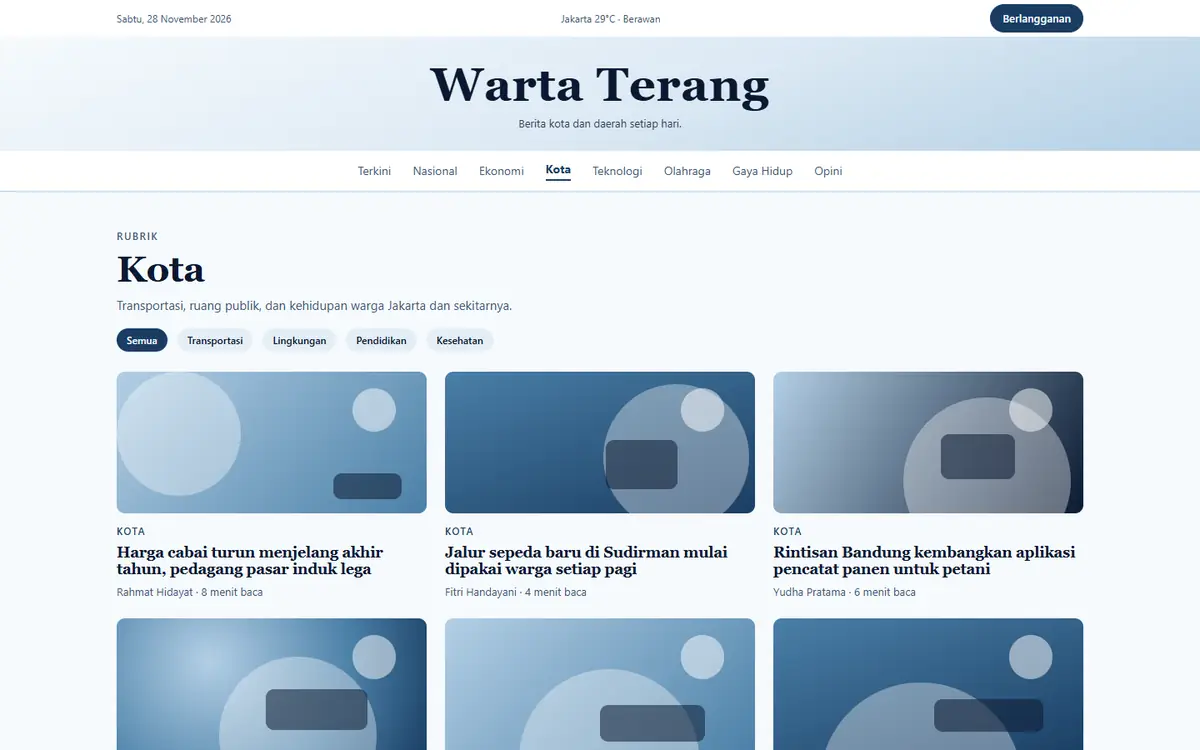 Sabtu, 28 November 2026
Jakarta 29°C · Berawan
Berlangganan
Warta Terang
Berita kota dan daerah setiap hari.
Terkini
Nasional
Ekonomi
Kota
Teknologi
Olahraga
Gaya Hidup
Opini
RUBRIK
Kota
Transportasi, ruang publik, dan kehidupan warga Jakarta dan sekitarnya.
Semua
Transportasi
Lingkungan
Pendidikan
Kesehatan
KOTA
Harga cabai turun menjelang akhir
tahun, pedagang pasar induk lega
Rahmat Hidayat · 8 menit baca
KOTA
Jalur sepeda baru di Sudirman mulai
dipakai warga setiap pagi
Fitri Handayani · 4 menit baca
KOTA
Rintisan Bandung kembangkan aplikasi
pencatat panen untuk petani
Yudha Pratama · 6 menit baca